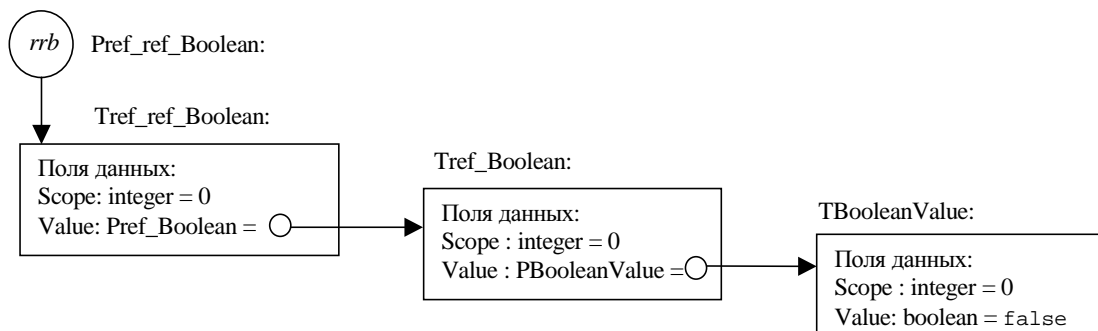 rrb
Pref_ref_Boolean:
Tref_ref_Boolean:
Поля данных:
Scope: integer = 0
Value: Pref_Boolean =
Tref_Boolean:
Поля данных:
Scope : integer = 0
Value : PBooleanValue =
TBooleanValue:
Поля данных:
Scope : integer = 0
Value: boolean = false